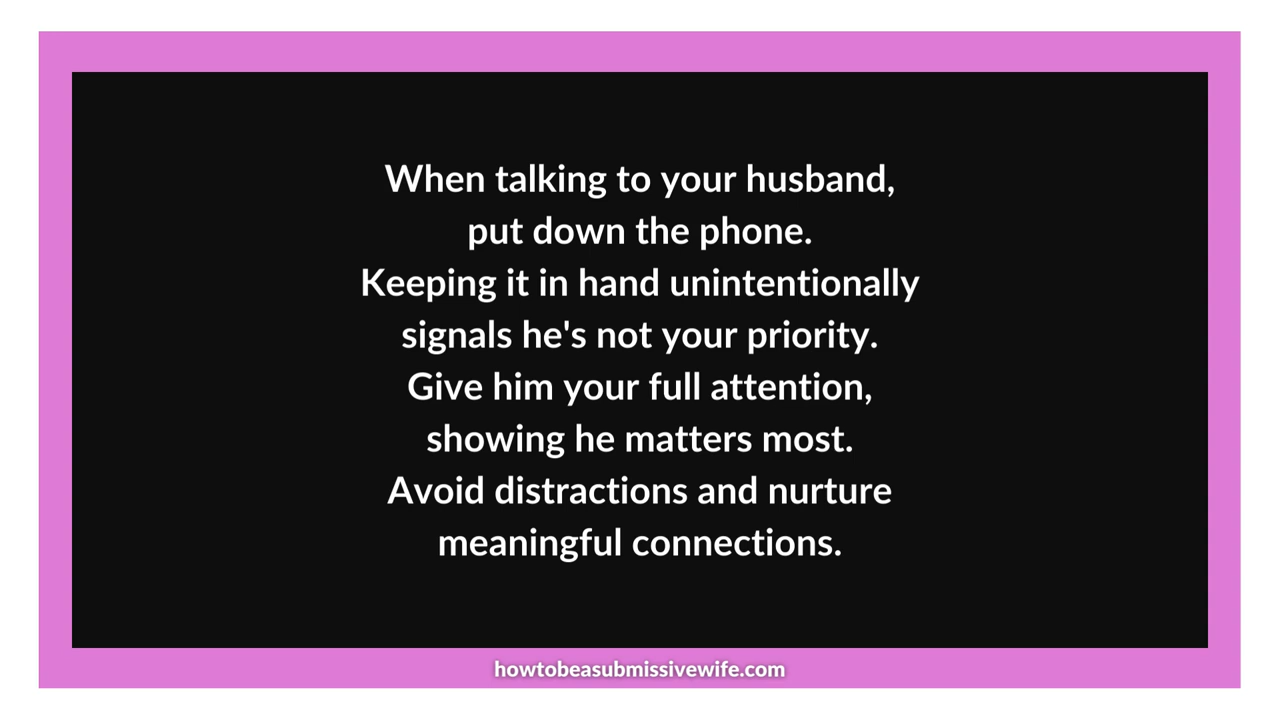 When talking to your husband,
put down the phone.
Keeping it in hand unintentionally
signals he's not your priority.
Give him your full attention,
showing he matters most.
Avoid distractions and nurture
meaningful connections.
howtobeasubmissivewife.com